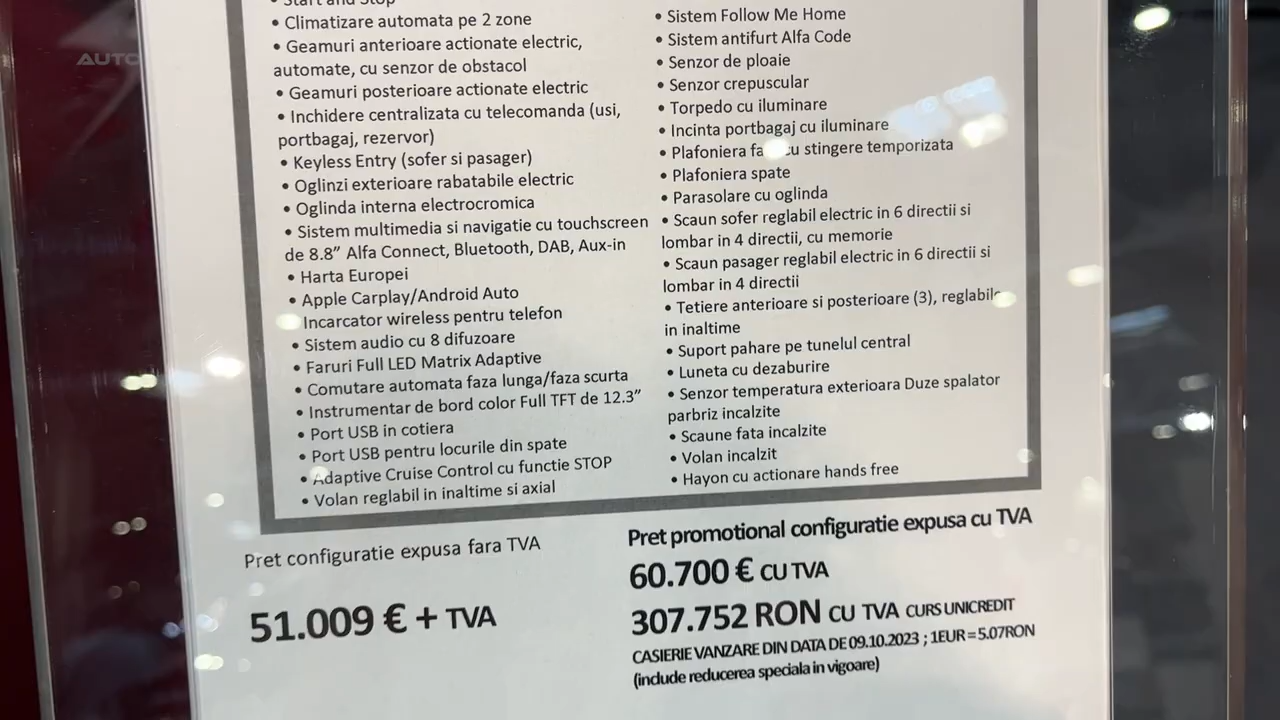 AUTO
• Start and Stop
• Climatizare automata pe 2 zone
• Geamuri anterioare actionate electric,
automate, cu senzor de obstacol
• Geamuri posterioare actionate electric
• Inchidere centralizata cu telecomanda (usi,
portbagaj, rezervor)
• Keyless Entry (sofer si pasager)
• Oglinzi exterioare rabatabile electric
• Oglinda interna electrocromica
• Sistem multimedia si navigatie cu touchscreen
de 8.8” Alfa Connect, Bluetooth, DAB, Aux-in
• Harta Europei
• Apple Carplay/Android Auto
Incarcator wireless pentru telefon
• Sistem audio cu 8 difuzoare
• Faruri Full LED Matrix Adaptive
• Comutare automata faza lunga/faza scurta
• Instrumentar de bord color Full TFT de 12.3”
• Port USB in cotiera
• Port USB pentru locurile din spate
• Adaptive Cruise Control cu functie STOP
• Volan reglabil in inaltime si axial
• Sistem Follow Me Home
• Sistem antifurt Alfa Code
• Senzor de ploaie
• Senzor crepuscular
• Torpedo cu iluminare
• Incinta portbagaj cu iluminare
• Plafoniera cu stingere temporizata
• Plafoniera spate
• Parasolare cu oglinda
• Scaun sofer reglabil electric in 6 directii si
lombar in 4 directii, cu memorie
• Scaun pasager reglabil electric in 6 directii si
lombar in 4 directii
• Tetiere anterioare si posterioare (3), reglabile
in inaltime
• Suport pahare pe tunelul central
• Luneta cu dezaburire
• Senzor temperatura exterioara Duze spalator
parbriz incalzite
• Scaune fata incalzite
• Volan incalzit
• Hayon cu actionare hands free
Pret configuratie expusa fara TVA
51.009 € + TVA
Pret promotional configuratie expusa cu TVA
60.700 € CU TVA
307.752 RON CU TVA CURS UNICREDIT
CASIERIE VANZARE DIN DATA DE 09.10.2023 ; 1EUR=5.07RON
(include reducerea speciala in vigoare)